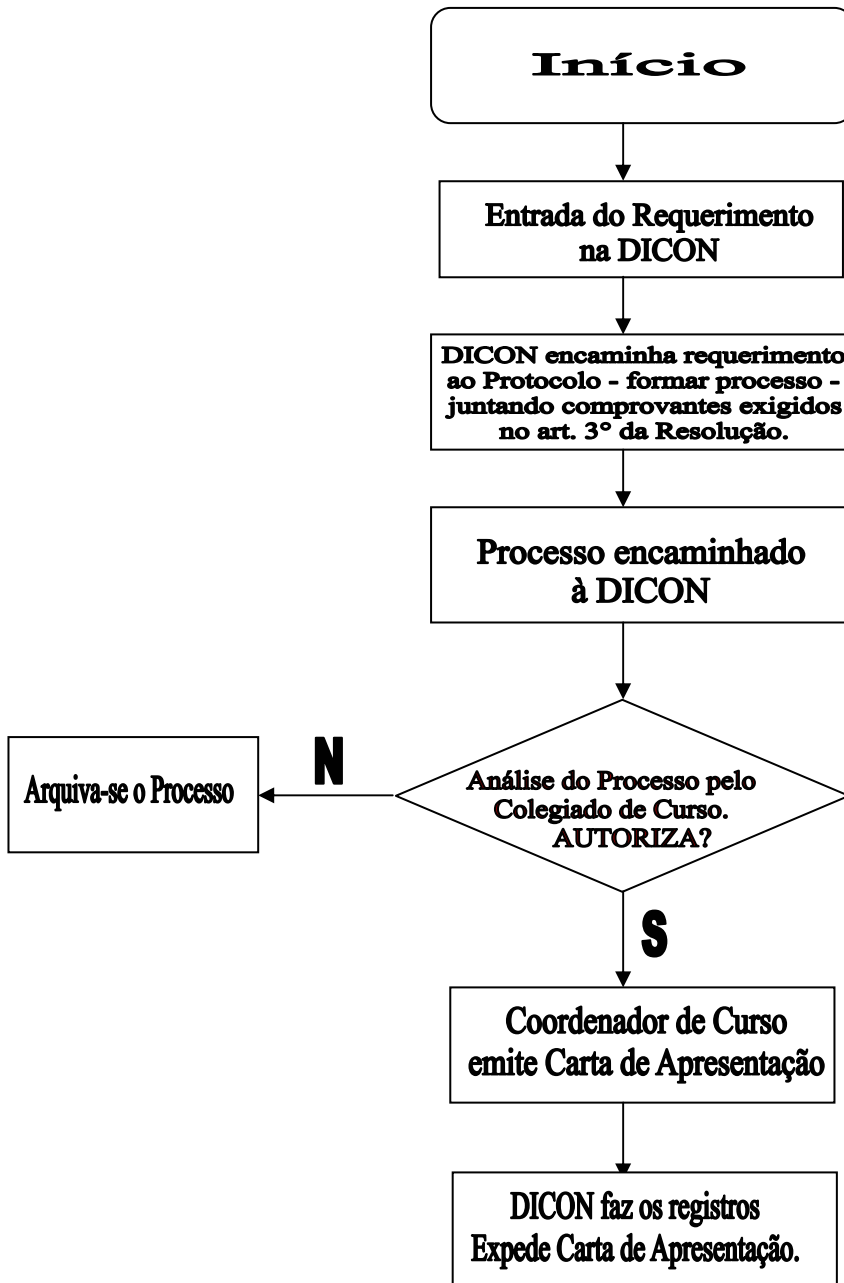 Início
Entrada do Requerimento
na DICON
DICON encaminha requerimento
ao Protocolo - formar processo -
juntando comprovantes exigidos
no art. 3º da Resolução.
Processo encaminhado
à DICON
Análise do Processo pelo
Colegiado de Curso.
AUTORIZA?
N
Arquiva-se o Processo
S
Coordenador de Curso
emite Carta de Apresentação
DICON faz os registros
Expede Carta de Apresentação.